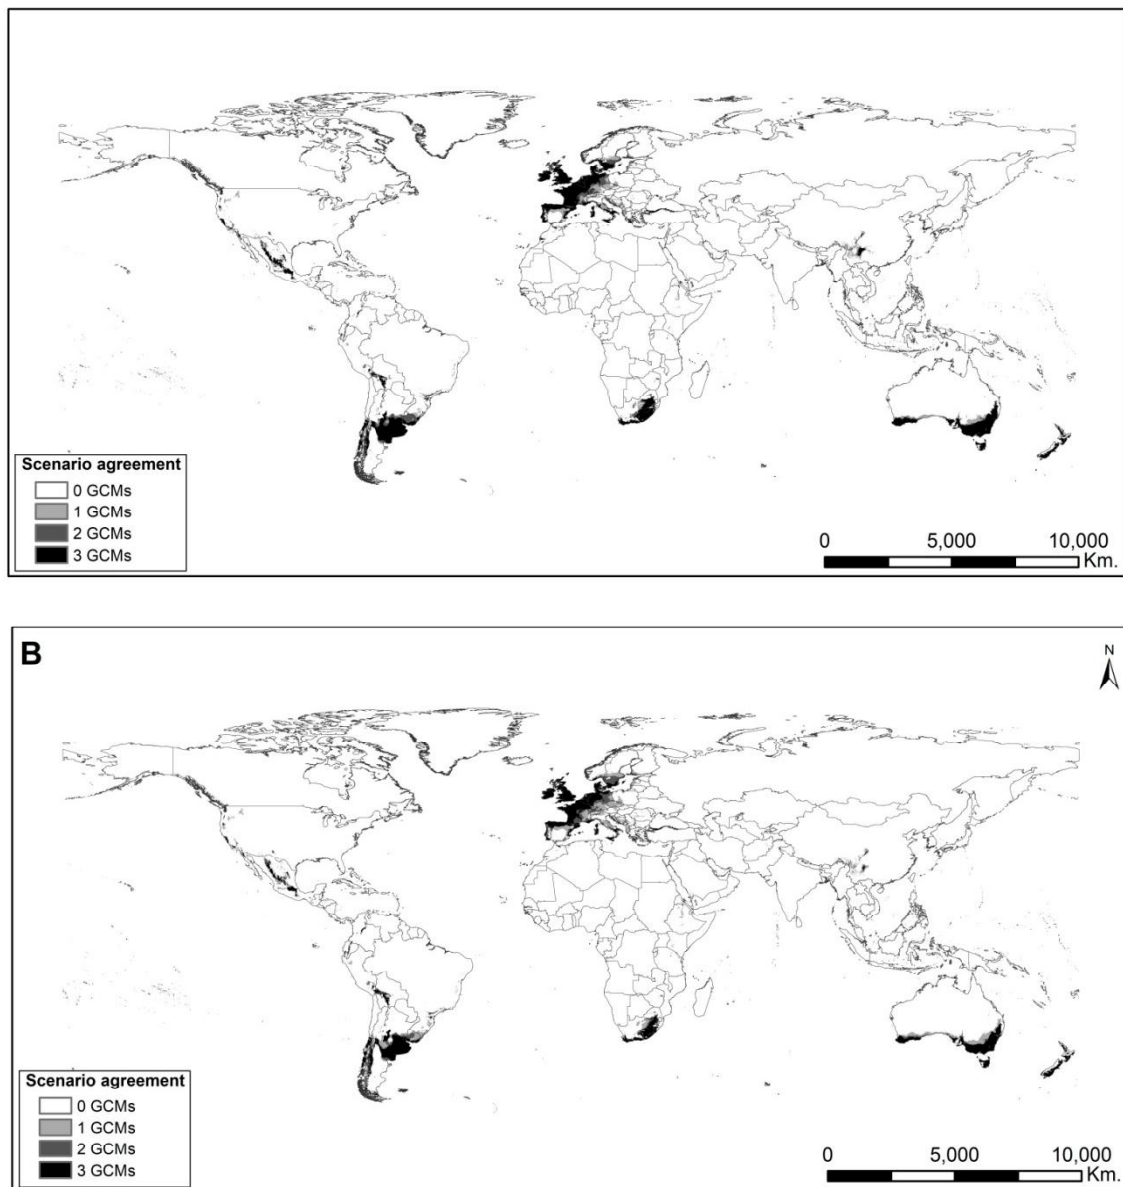 Scenario agreement
0 GCMs
1 GCMs
2 GCMs
3 GCMs
0 5,000 10,000
Km.
B
N
Scenario agreement
0 GCMs
1 GCMs
2 GCMs
3 GCMs
0 5,000 10,000
Km.